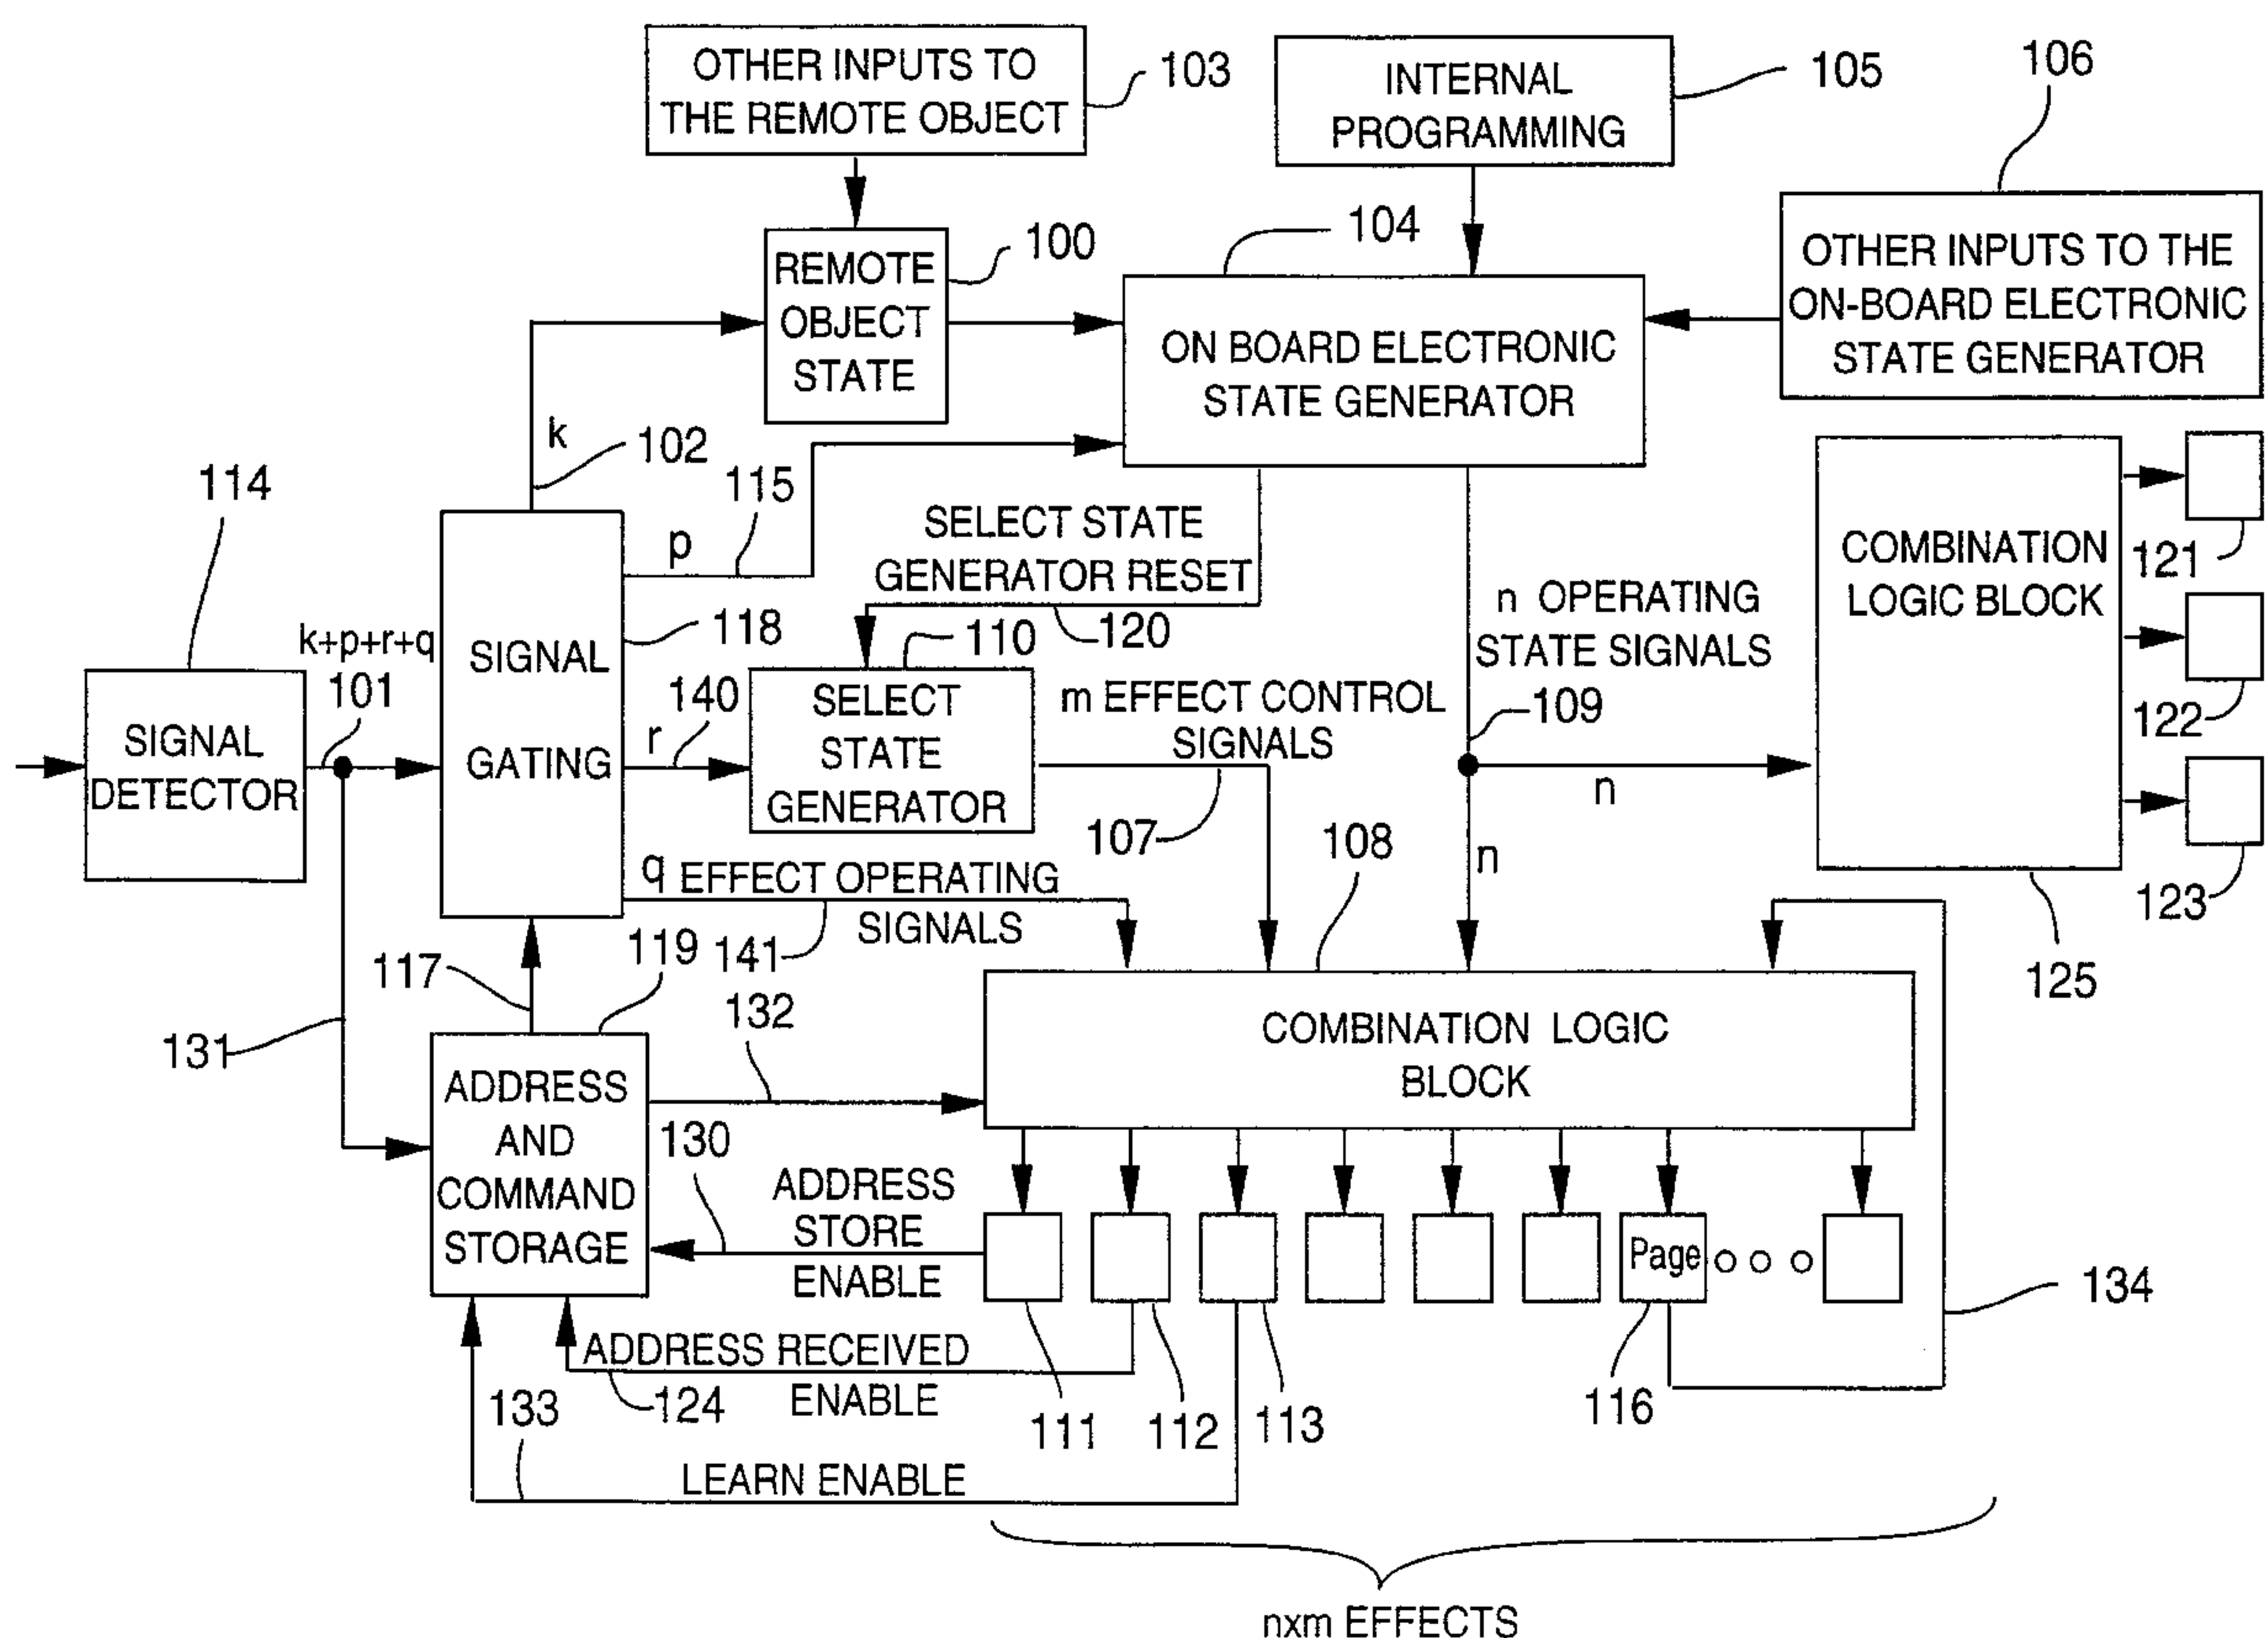 OTHER INPUTS TO
THE REMOTE OBJECT
103
INTERNAL
PROGRAMMING
105
106
REMOTE
OBJECT
STATE
100
104
ON BOARD ELECTRONIC
STATE GENERATOR
OTHER INPUTS TO THE
ON-BOARD ELECTRONIC
STATE GENERATOR
k
102
114
115
p
SELECT STATE
GENERATOR RESET
120
COMBINATION
LOGIC BLOCK
121
122
123
125
n OPERATING
STATE SIGNALS
109
n
n
k+p+r+q
101
SIGNAL
DETECTOR
SIGNAL
GATING
118
110
140
r
SELECT
STATE
GENERATOR
m EFFECT CONTROL
SIGNALS
107
108
q EFFECT OPERATING
SIGNALS
141
117
119
131
132
COMBINATION LOGIC
BLOCK
ADDRESS
AND
COMMAND
STORAGE
130
ADDRESS
STORE
ENABLE
Page
134
ADDRESS RECEIVED
ENABLE
124
111
112
113
116
133
LEARN ENABLE
nxm EFFECTS